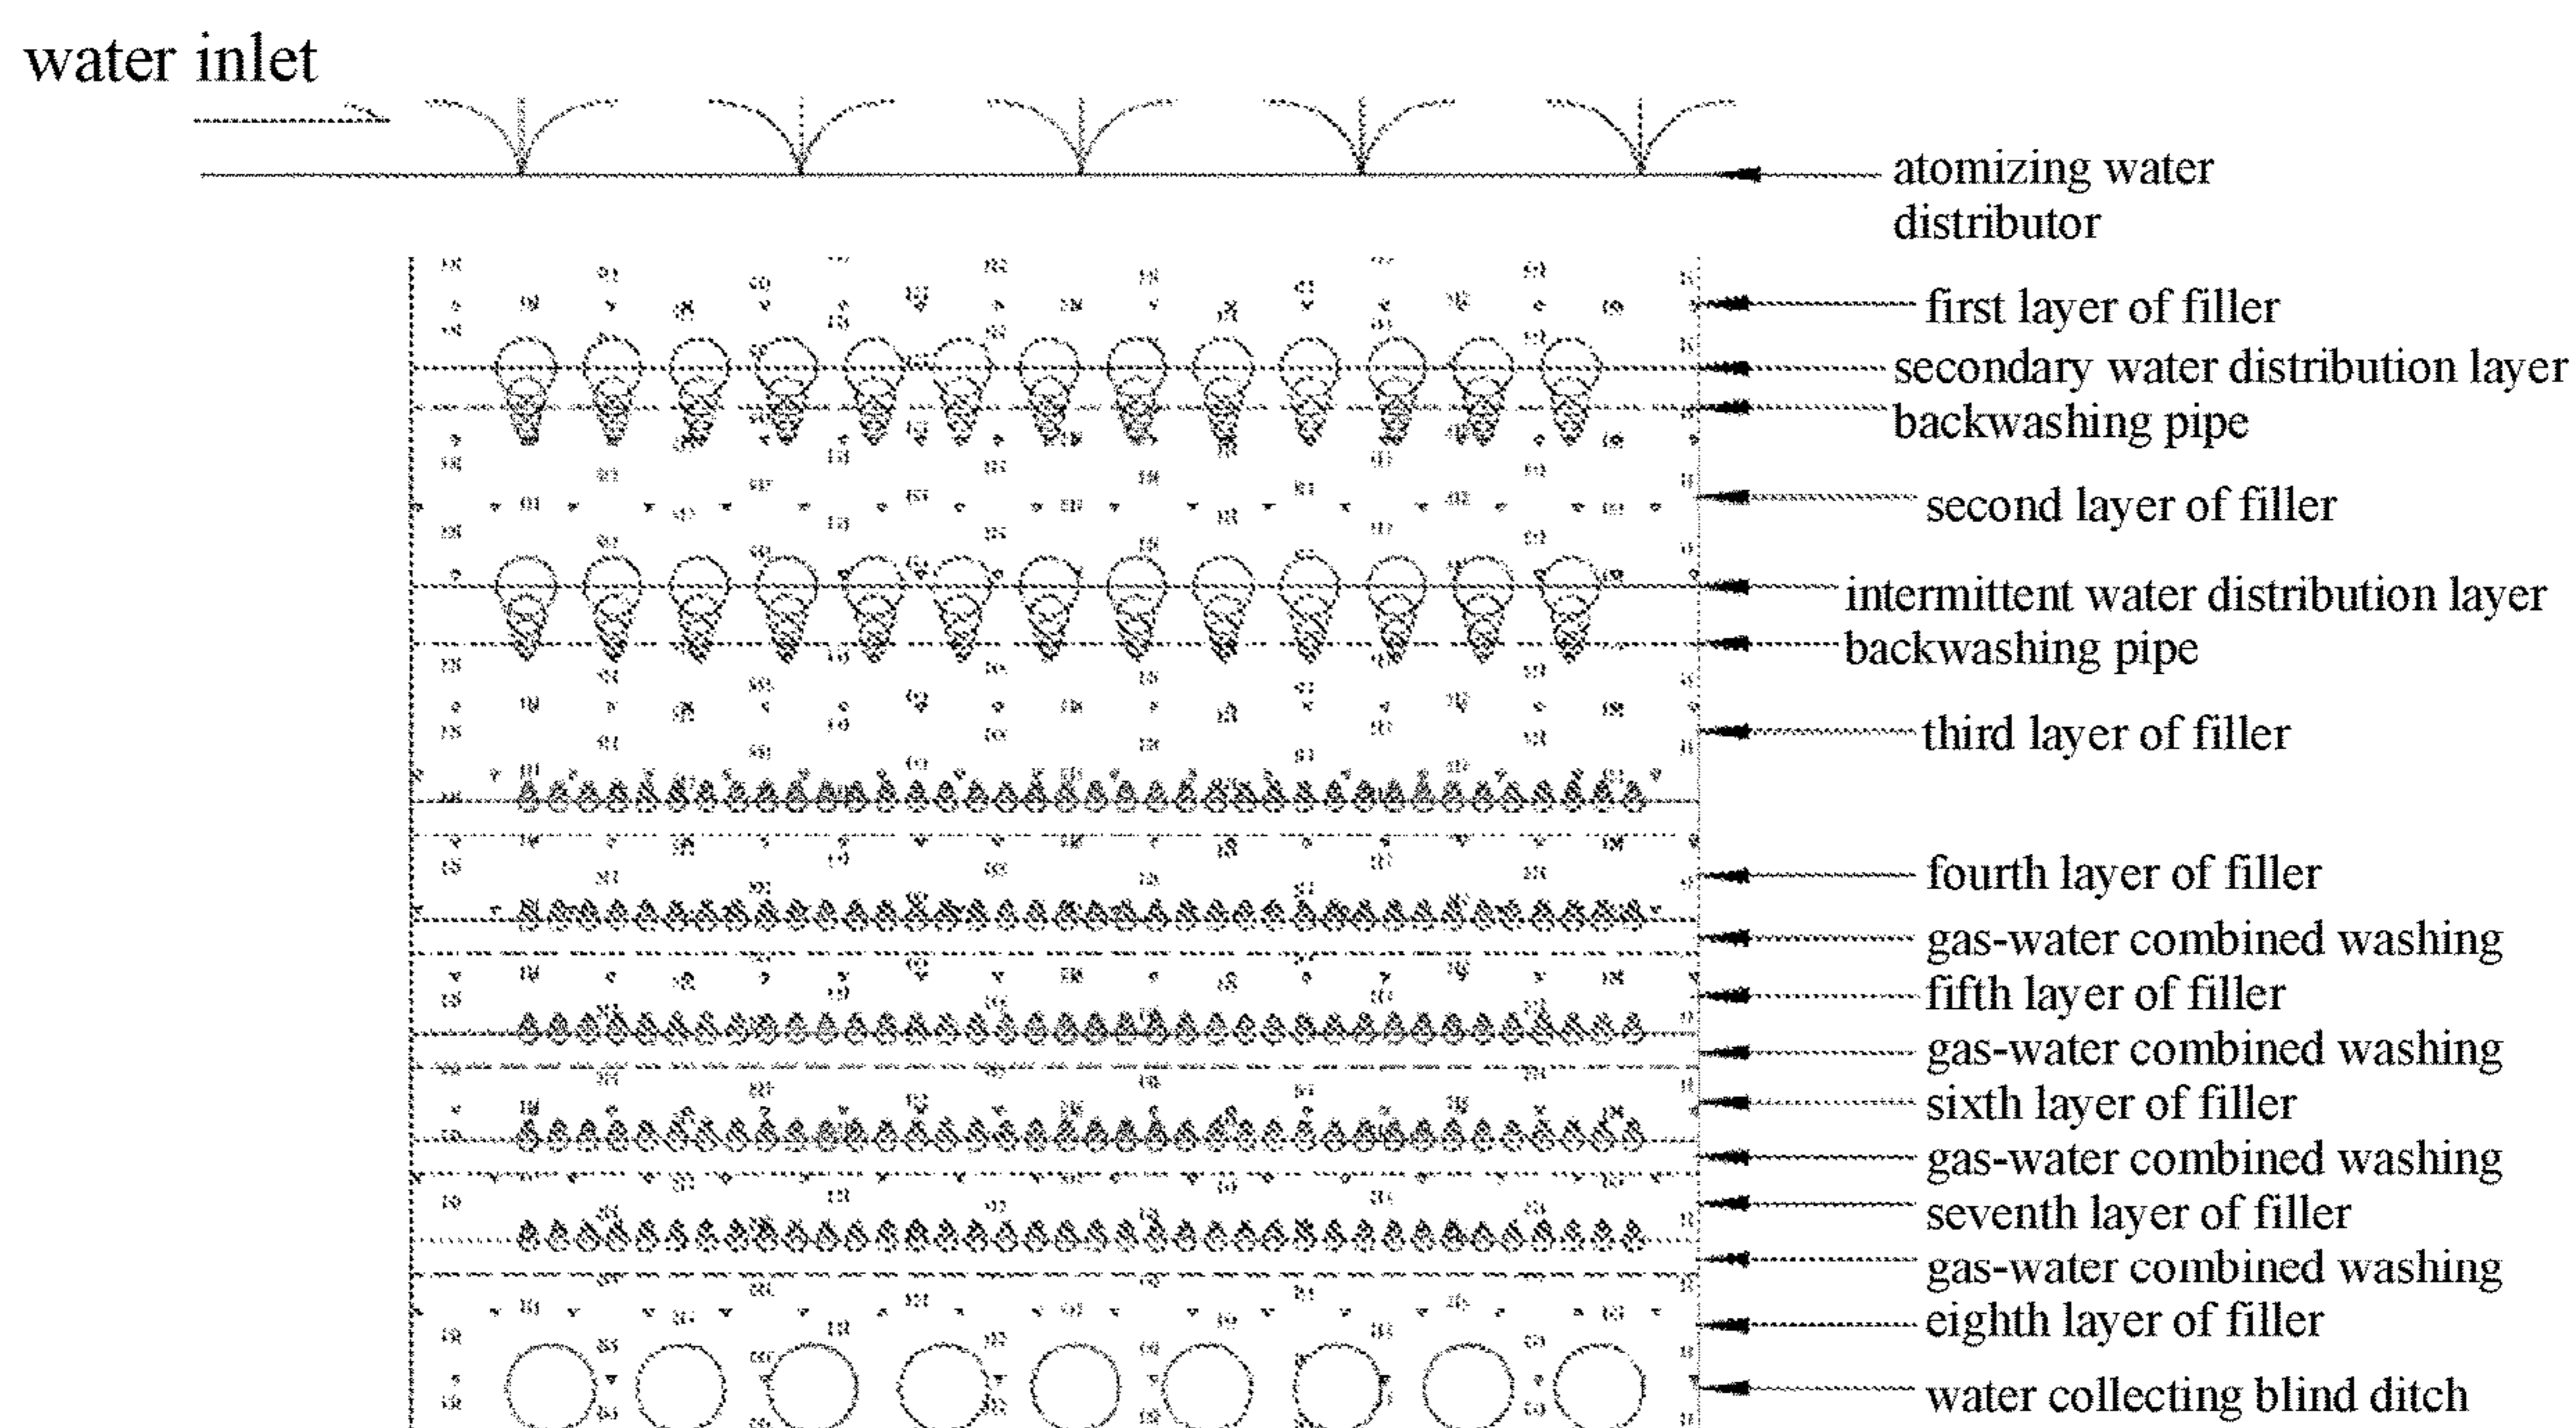 water inlet
atomizing water
distributor
first layer of filler
secondary water distribution layer
backwashing pipe
second layer of filler
intermittent water distribution layer
backwashing pipe
third layer of filler
fourth layer of filler
gas-water combined washing
fifth layer of filler
gas-water combined washing
sixth layer of filler
gas-water combined washing
seventh layer of filler
gas-water combined washing
eighth layer of filler
water collecting blind ditch